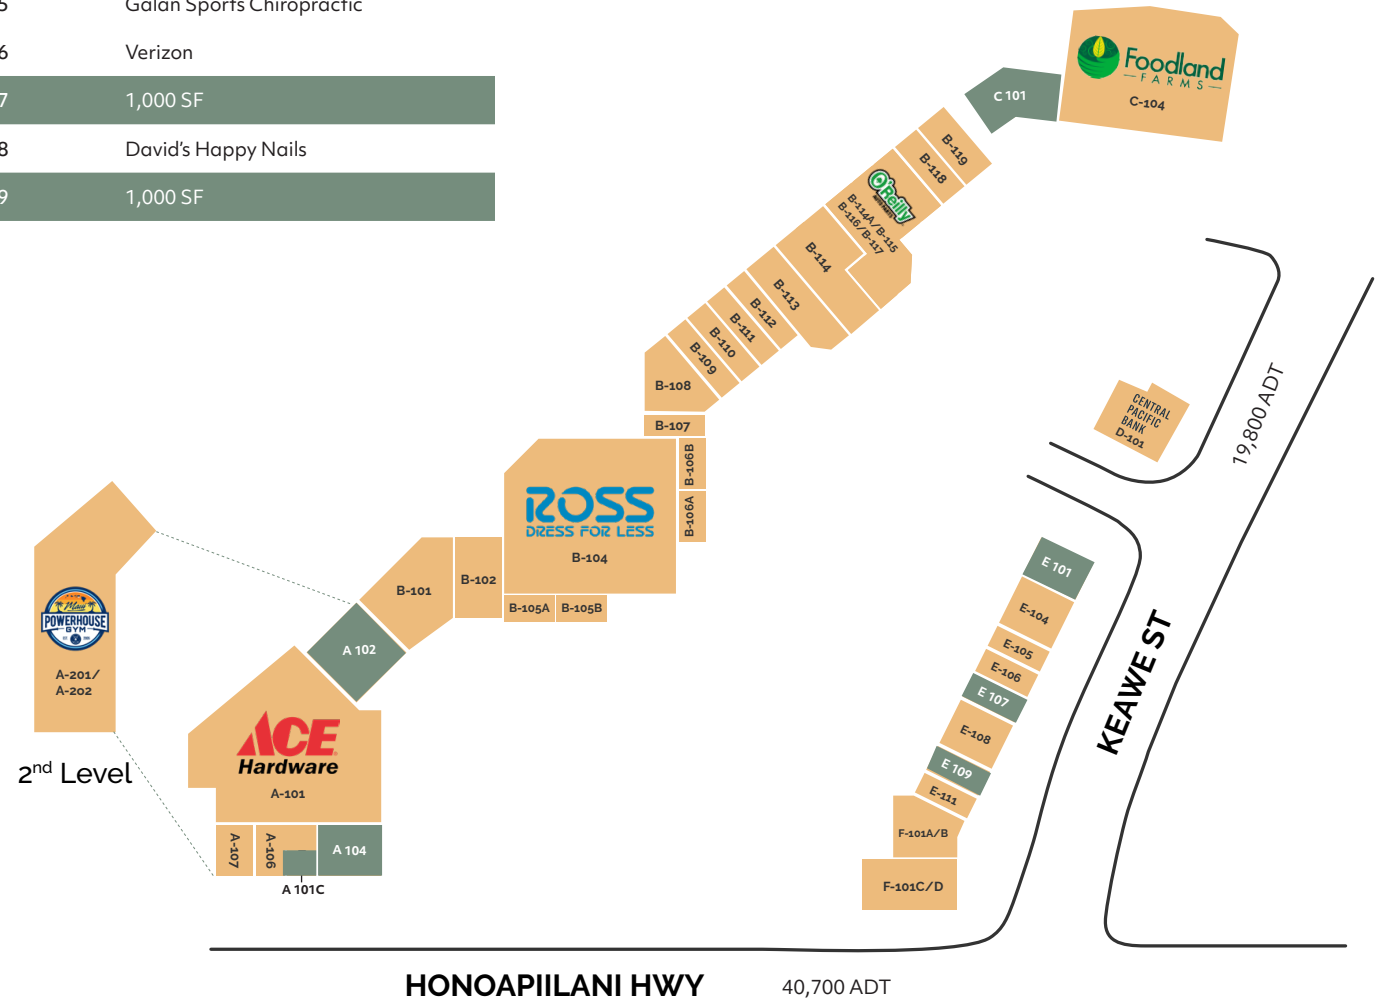 5 Galan Sports Chiropractic
6 Verizon
7 1,000 SF
8 David's Happy Nails
9 1,000 SF
Foodland
FARMS
C-104
C 101
B-119
B-118
O'Reilly
AUTO PARTS
B-114A/B-115
B-116/B-117
B-114
B-113
B-112
B-111
B-110
B-109
B-108
B-107
B-106B
B-106A
ROSS
DRESS FOR LESS
B-104
B-105A
B-105B
B-102
B-101
A 102
Maui
POWERHOUSE
GYM
A-201/
A-202
2nd Level
ACE
Hardware
A-101
A-107
A-106
A 104
A 101C
CENTRAL
PACIFIC
BANK
D-101
19,800 ADT
KEAWE ST
E 101
E-104
E-105
E-106
E 107
E-108
E 109
E-111
F-101A/B
F-101C/D
HONOAPIILANI HWY
40,700 ADT